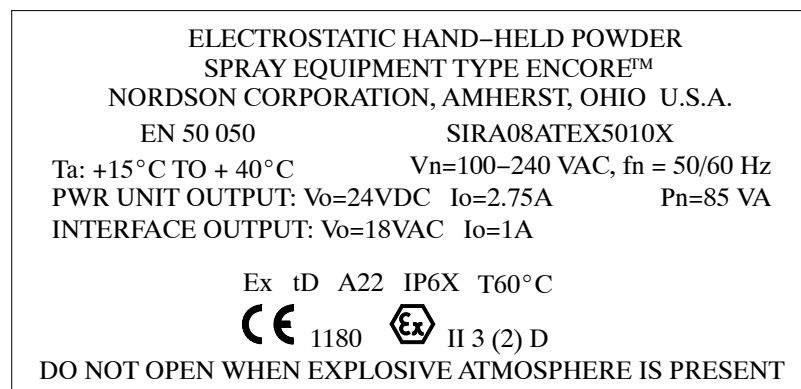 ELECTROSTATIC HAND–HELD POWDER
SPRAY EQUIPMENT TYPE ENCORE™
NORDSON CORPORATION, AMHERST, OHIO U.S.A.
EN 50 050 SIRA08ATEX5010X
Ta: +15°C TO + 40°C Vn=100–240 VAC, fn = 50/60 Hz
PWR UNIT OUTPUT: Vo=24VDC Io=2.75A Pn=85 VA
INTERFACE OUTPUT: Vo=18VAC Io=1A
Ex tD A22 IP6X T60°C
CE 1180 Ex II 3 (2) D
DO NOT OPEN WHEN EXPLOSIVE ATMOSPHERE IS PRESENT